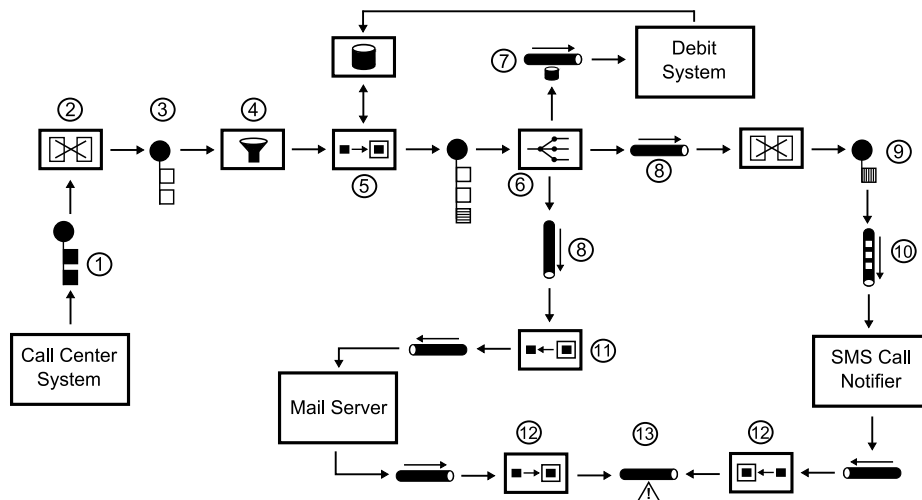 Debit
System
⑦
②
③
④
⑤
⑥
⑧
⑨
①
⑧
⑩
Call Center
System
⑪
SMS Call
Notifier
Mail Server
⑫
⑬
⑫
!